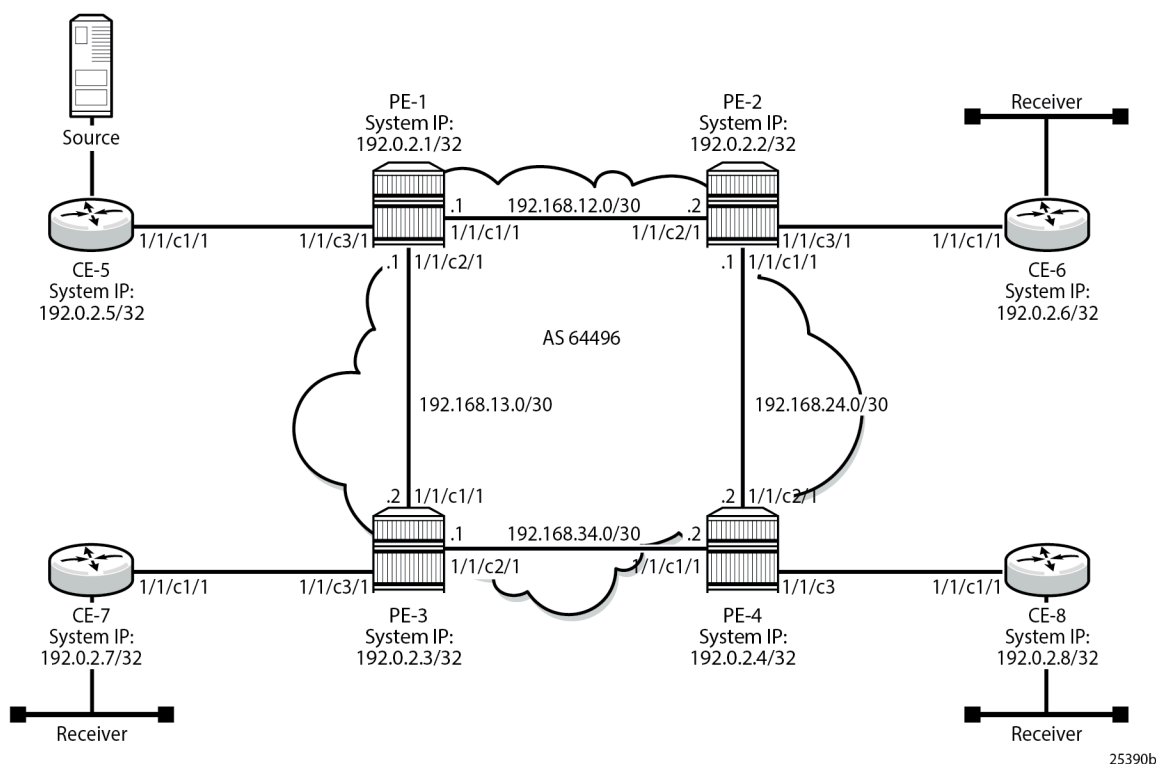 Source
PE-1
System IP:
192.0.2.1/32
PE-2
System IP:
192.0.2.2/32
Receiver
.1
192.168.12.0/30
.2
1/1/c1/1
1/1/c3/1
1/1/c1/1
1/1/c2/1
1/1/c3/1
1/1/c1/1
CE-5
System IP:
192.0.2.5/32
.1
1/1/c2/1
.1
1/1/c1/1
CE-6
System IP:
192.0.2.6/32
AS 64496
192.168.13.0/30
192.168.24.0/30
.2
1/1/c1/1
.2
1/1/c2/1
.1
192.168.34.0/30
.2
1/1/c1/1
1/1/c3/1
1/1/c2/1
1/1/c1/1
1/1/c3
1/1/c1/1
CE-7
System IP:
192.0.2.7/32
PE-3
System IP:
192.0.2.3/32
PE-4
System IP:
192.0.2.4/32
CE-8
System IP:
192.0.2.8/32
Receiver
Receiver
25390b